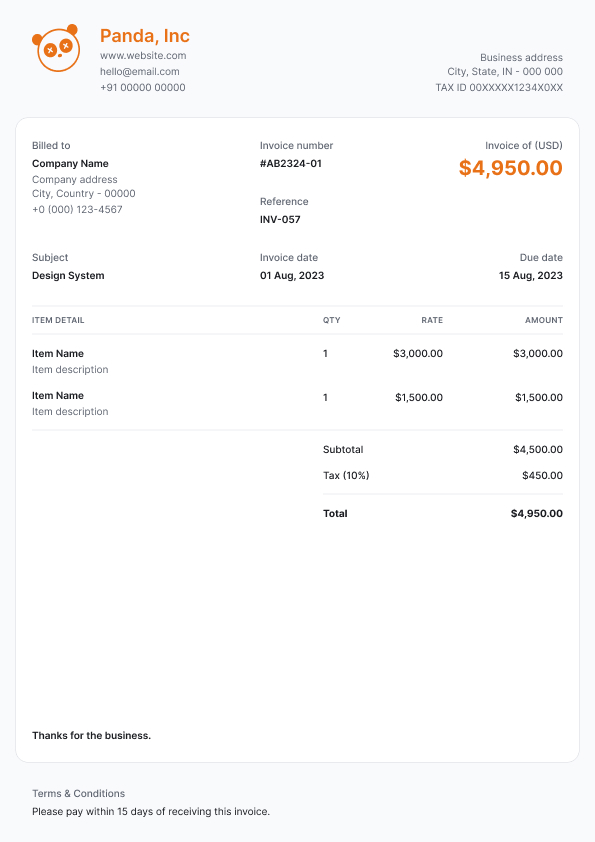 Panda, Inc
www.website.com
hello@email.com
+91 00000 00000
Business address
City, State, IN - 000 000
TAX ID 00XXXXX1234X0XX
Billed to
Company Name
Company address
City, Country - 00000
+0 (000) 123-4567
Invoice number
#AB2324-01
Reference
INV-057
Invoice of (USD)
$4,950.00
Subject
Design System
Invoice date
01 Aug, 2023
Due date
15 Aug, 2023
ITEM DETAIL QTY RATE AMOUNT
Item Name 1 $3,000.00 $3,000.00
Item description
Item Name 1 $1,500.00 $1,500.00
Item description
Subtotal $4,500.00
Tax (10%) $450.00
Total $4,950.00
Thanks for the business.
Terms & Conditions
Please pay within 15 days of receiving this invoice.